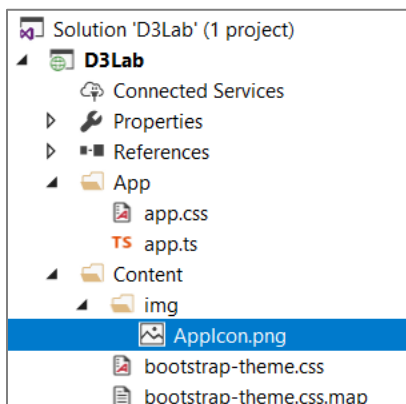 Solution 'D3Lab' (1 project)
D3Lab
Connected Services
Properties
References
App
app.css
TS app.ts
Content
img
AppIcon.png
bootstrap-theme.css
bootstrap-theme.css.map